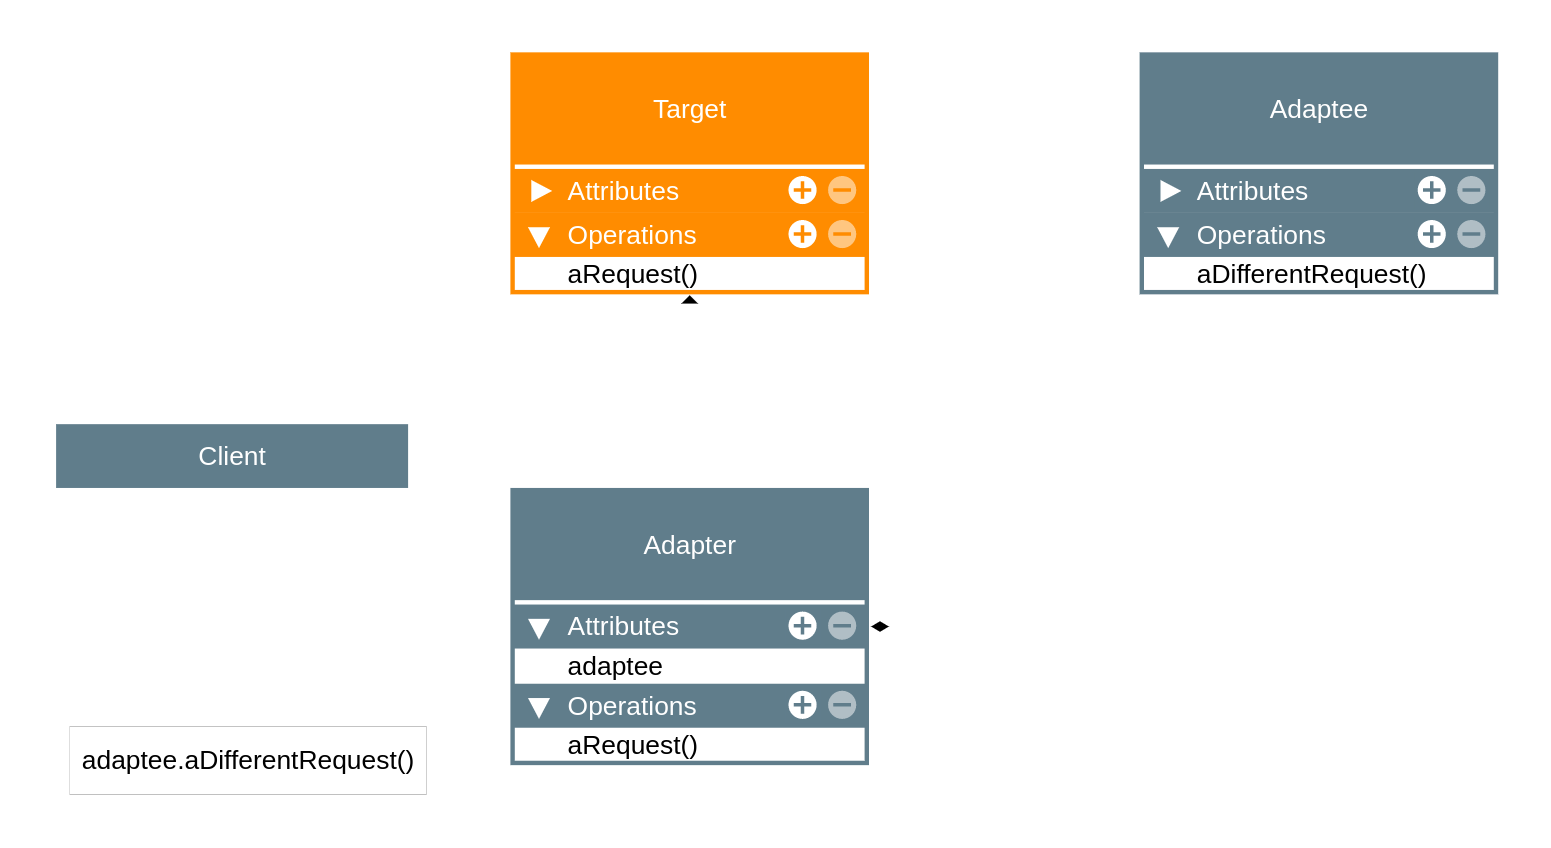 Target
Attributes
Operations
aRequest()
Adaptee
Attributes
Operations
aDifferentRequest()
Client
Adapter
Attributes
adaptee
Operations
aRequest()
adaptee.aDifferentRequest()